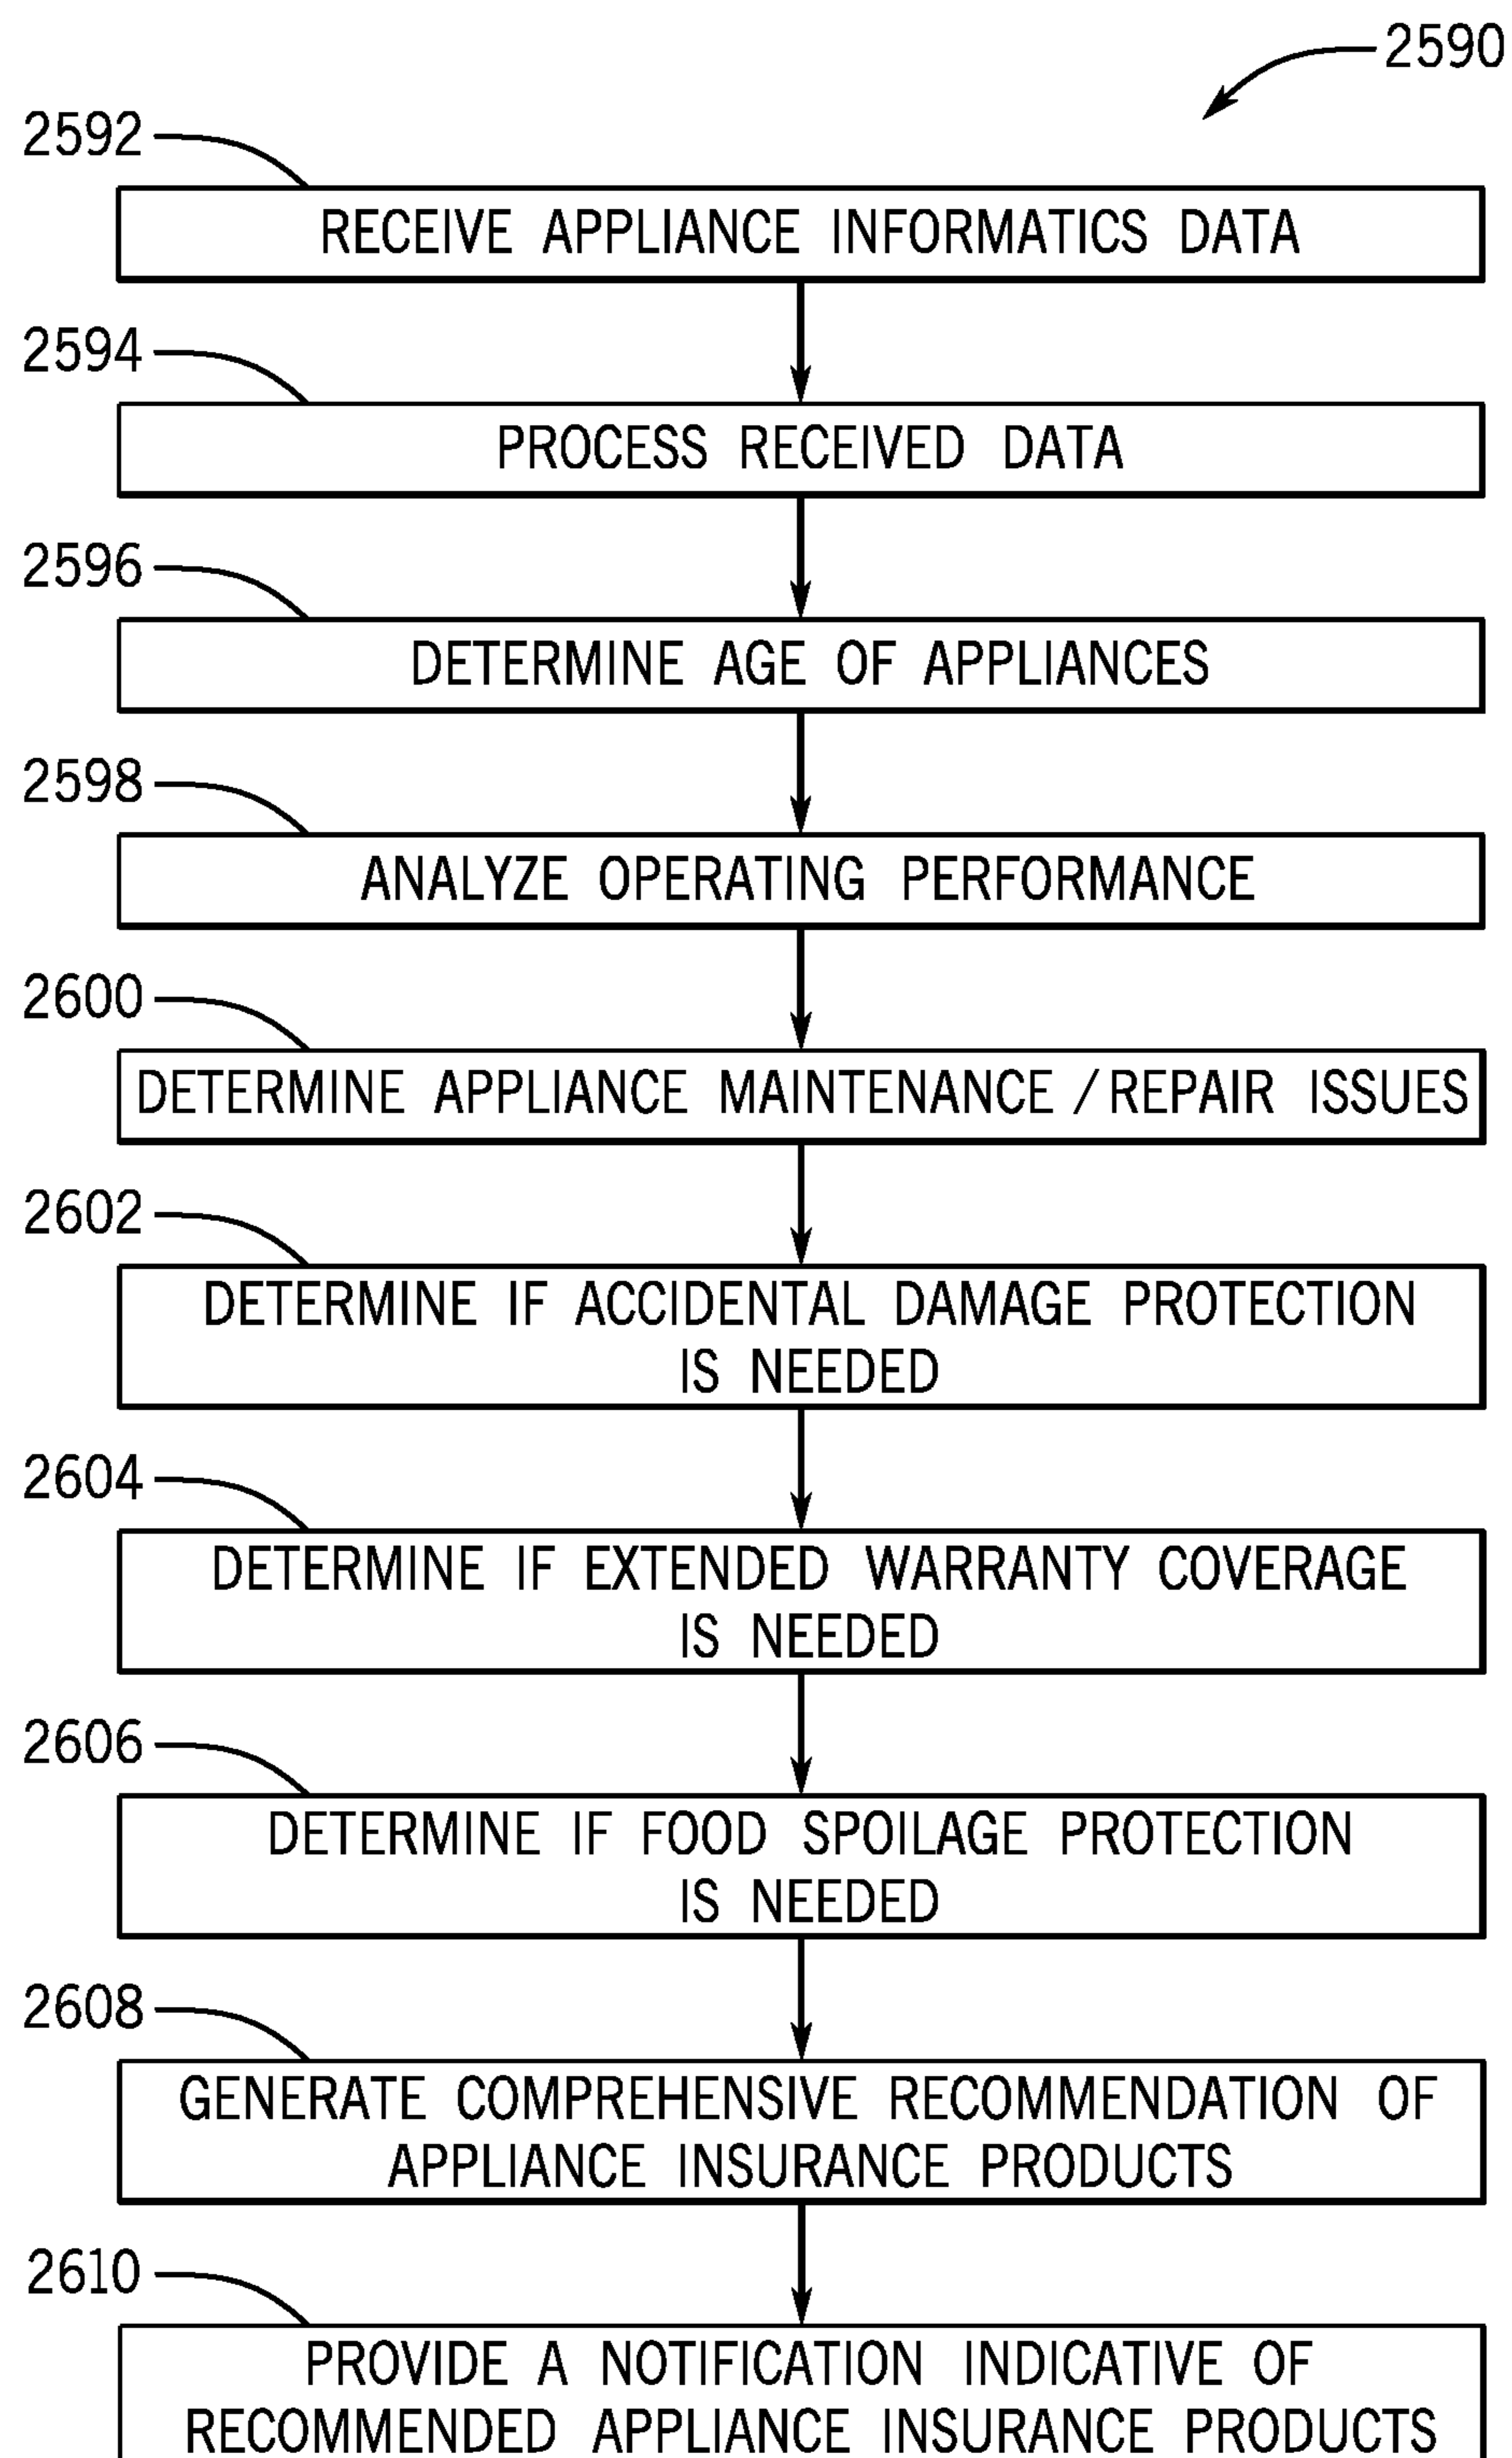 2590
2592
RECEIVE APPLIANCE INFORMATICS DATA
2594
PROCESS RECEIVED DATA
2596
DETERMINE AGE OF APPLIANCES
2598
ANALYZE OPERATING PERFORMANCE
2600
DETERMINE APPLIANCE MAINTENANCE/REPAIR ISSUES
2602
DETERMINE IF ACCIDENTAL DAMAGE PROTECTION
IS NEEDED
2604
DETERMINE IF EXTENDED WARRANTY COVERAGE
IS NEEDED
2606
DETERMINE IF FOOD SPOILAGE PROTECTION
IS NEEDED
2608
GENERATE COMPREHENSIVE RECOMMENDATION OF
APPLIANCE INSURANCE PRODUCTS
2610
PROVIDE A NOTIFICATION INDICATIVE OF
RECOMMENDED APPLIANCE INSURANCE PRODUCTS